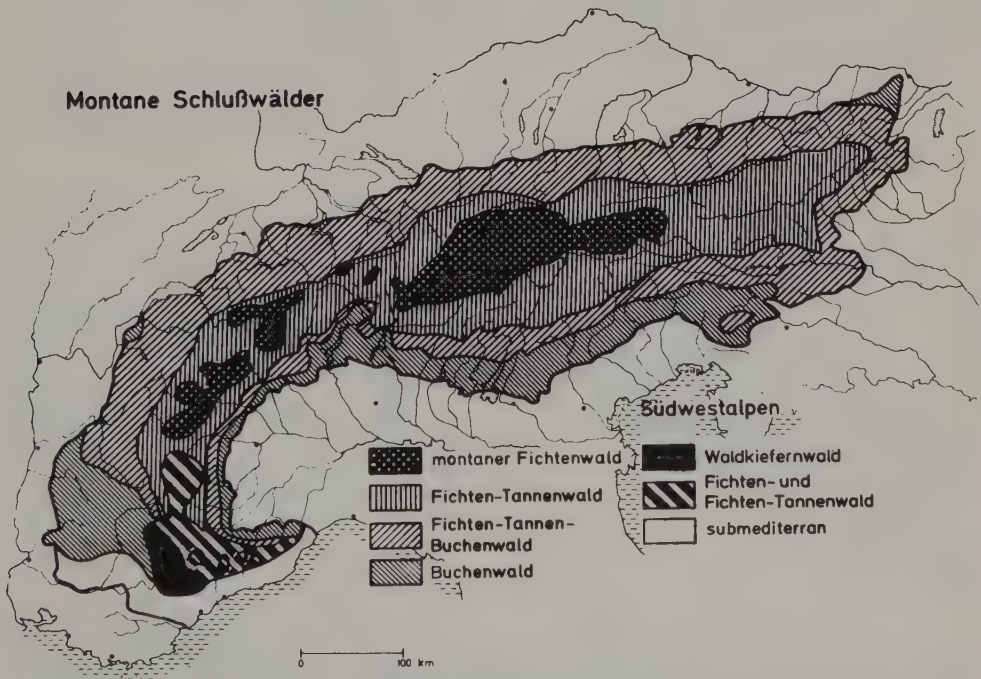 Montane Schlußwälder
montaner Fichtenwald
Fichten-Tannenwald
Fichten-Tannen-
Buchenwald
Buchenwald
Südwestalpen
Waldkiefernwald
Fichten- und
Fichten-Tannenwald
submediterran
0 100 km